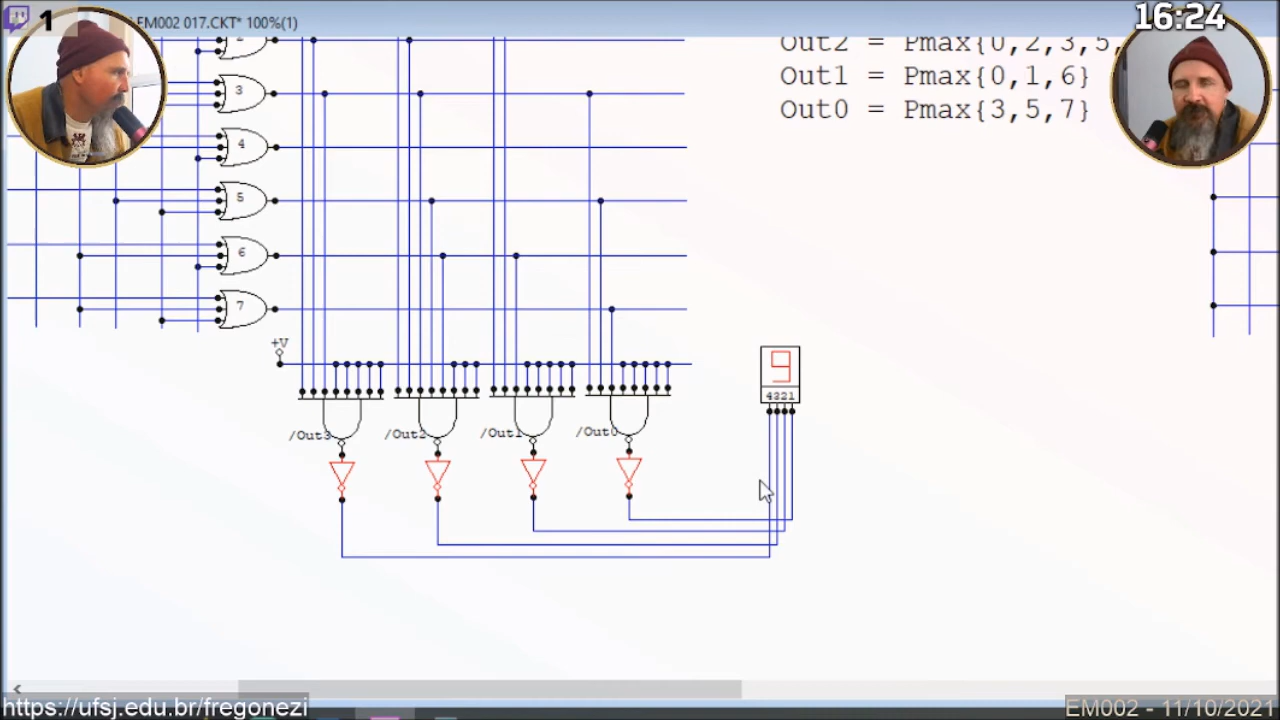 1
EM002 017.CKT* 100%(1)
16:24
Out2 = Pmax{0,2,3,5,
Out1 = Pmax{0,1,6}
Out0 = Pmax{3,5,7}
3
4
5
6
7
+V
9
4321
/Out3
/Out2
/Out1
/Out0
https://ufsj.edu.br/fregonezi
EM002 - 11/10/2021